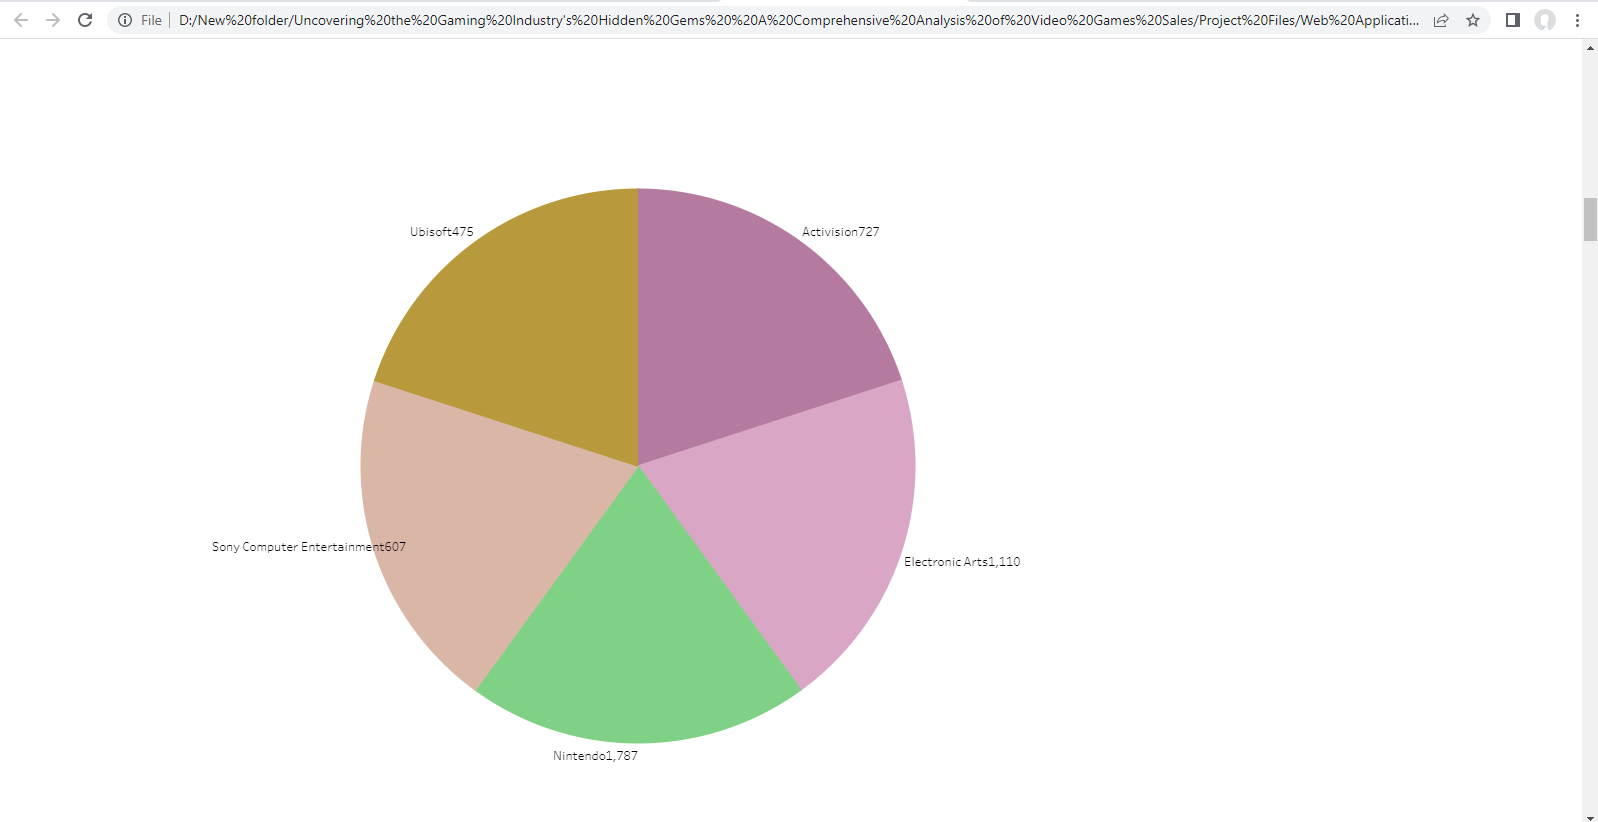 File
D:/New%20folder/Uncovering%20the%20Gaming%20Industry's%20Hidden%20Gems%20%20A%20Comprehensive%20Analysis%20of%20Video%20Games%20Sales/Project%20Files/Web%20Applicati...
Ubisoft475
Activision727
Sony Computer Entertainment607
Electronic Arts1,110
Nintendo1,787